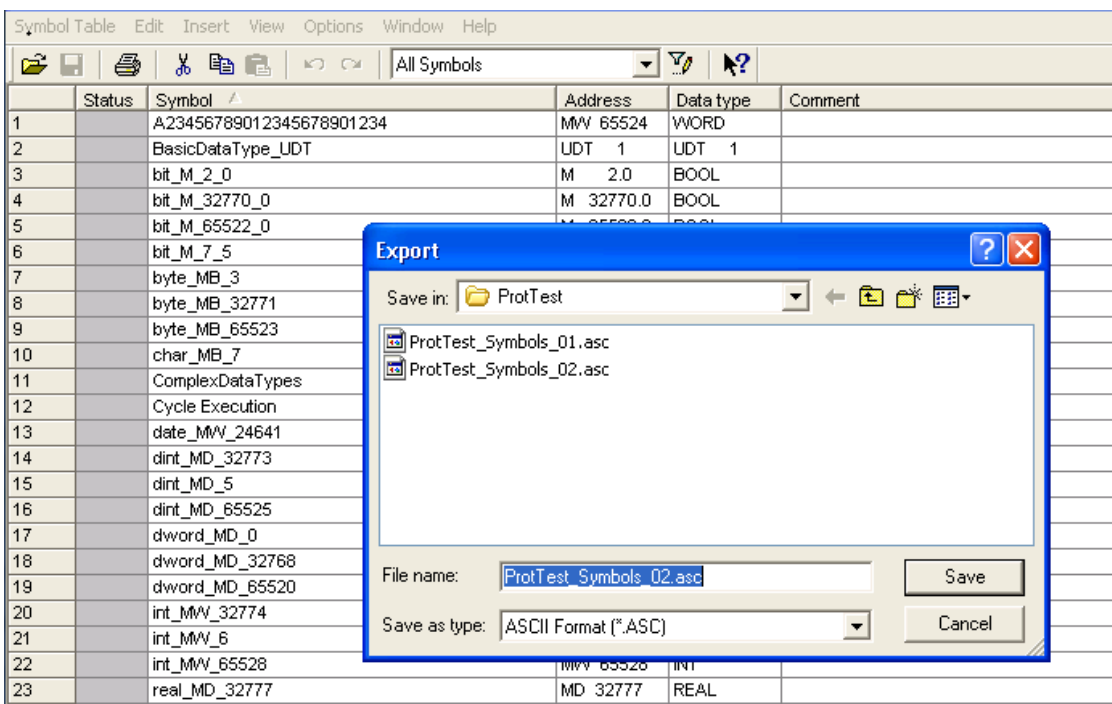 Symbol Table Edit Insert View Options Window Help
All Symbols
Status Symbol Address Data type Comment
1 A23456789012345678901234 MW 65524 WORD
2 BasicDataType_UDT UDT 1 UDT 1
3 bit_M_2_0 M 2.0 BOOL
4 bit_M_32770_0 M 32770.0 BOOL
5 bit_M_65522_0
6 bit_M_7_5
7 byte_MB_3
8 byte_MB_32771
9 byte_MB_65523
10 char_MB_7
11 ComplexDataTypes
12 Cycle Execution
13 date_MW_24641
14 dint_MD_32773
15 dint_MD_5
16 dint_MD_65525
17 dword_MD_0
18 dword_MD_32768
19 dword_MD_65520
20 int_MW_32774
21 int_MW_6
22 int_MW_65528 MW 65528 INT
23 real_MD_32777 MD 32777 REAL
Export
Save in: ProtTest
ProtTest_Symbols_01.asc
ProtTest_Symbols_02.asc
File name: ProtTest_Symbols_02.asc Save
Save as type: ASCII Format (*.ASC) Cancel